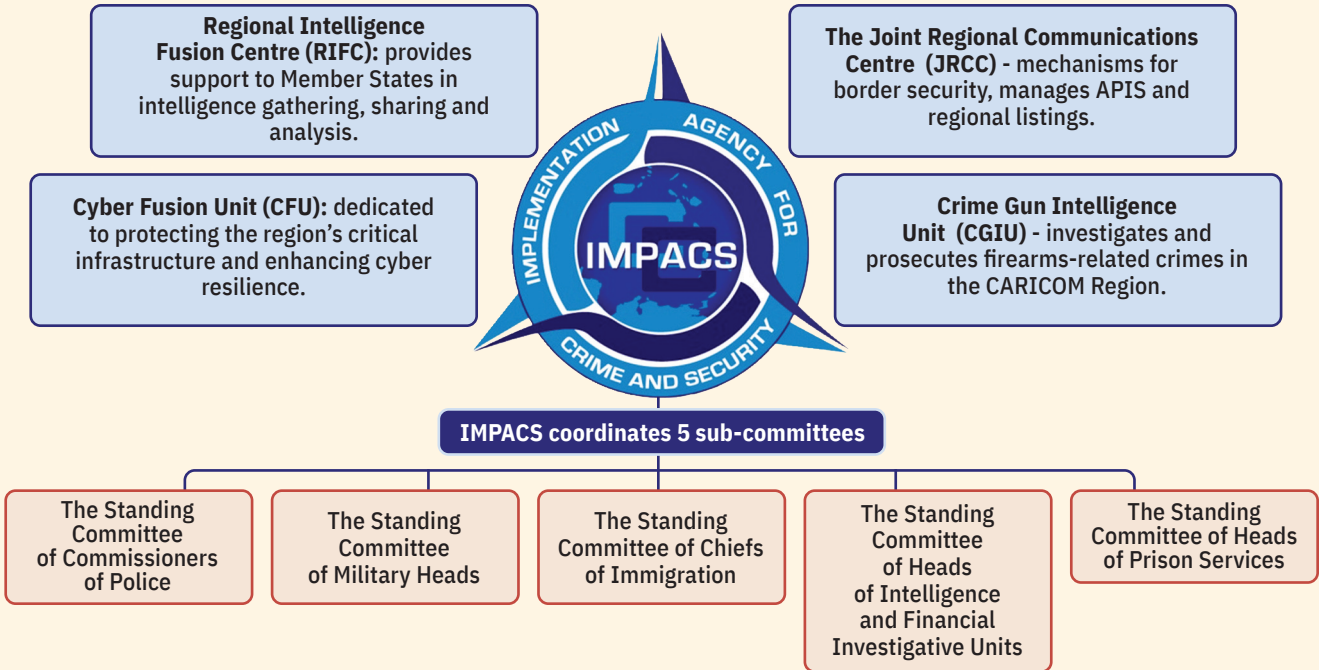 Regional Intelligence
Fusion Centre (RIFC): provides
support to Member States in
intelligence gathering, sharing and
analysis.
The Joint Regional Communications
Centre (JRCC) - mechanisms for
border security, manages APIS and
regional listings.
Cyber Fusion Unit (CFU): dedicated
to protecting the region's critical
infrastructure and enhancing cyber
resilience.
Crime Gun Intelligence
Unit (CGIU) - investigates and
prosecutes firearms-related crimes in
the CARICOM Region.
IMPLEMENTATION AGENCY FOR
CRIME AND SECURITY
IMPACS
IMPACS coordinates 5 sub-committees
The Standing
Committee
of Commissioners
of Police
The Standing
Committee
of Military Heads
The Standing
Committee of Chiefs
of Immigration
The Standing
Committee
of Heads
of Intelligence
and Financial
Investigative Units
The Standing
Committee of Heads
of Prison Services